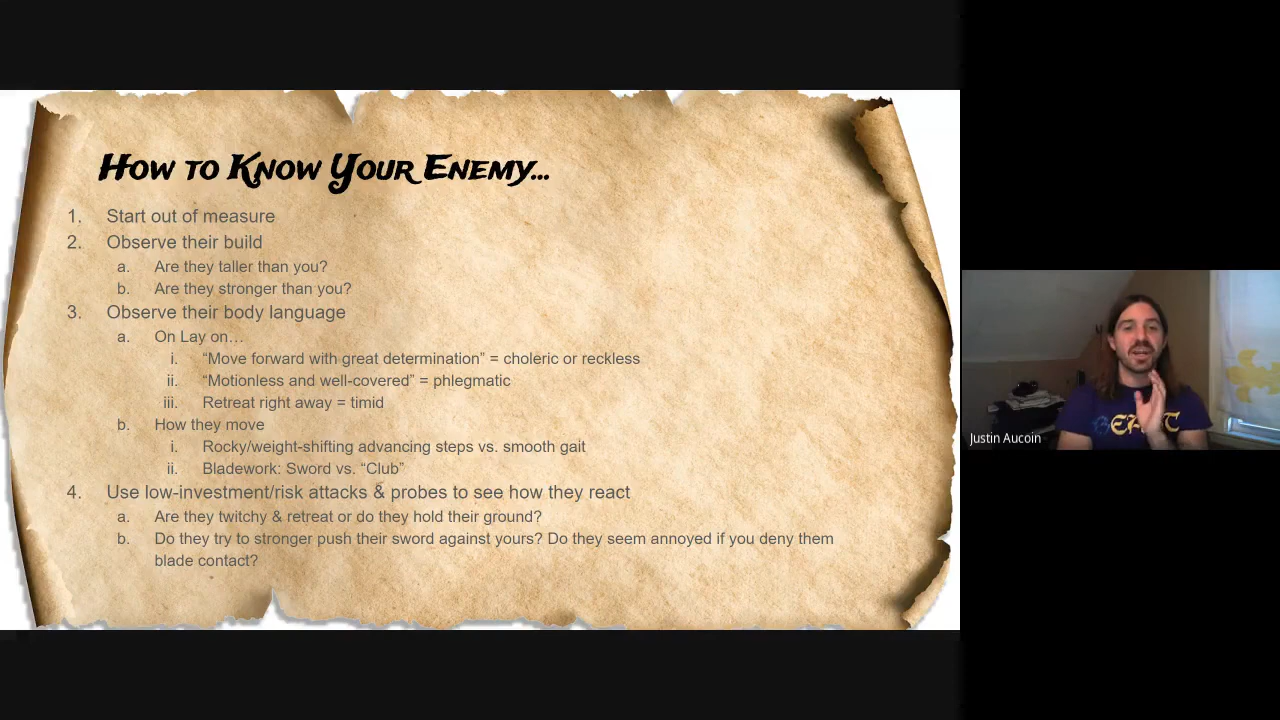 How to Know Your Enemy...
1. Start out of measure
2. Observe their build
a. Are they taller than you?
b. Are they stronger than you?
3. Observe their body language
a. On Lay on…
i. “Move forward with great determination” = choleric or reckless
ii. “Motionless and well-covered” = phlegmatic
iii. Retreat right away = timid
b. How they move
i. Rocky/weight-shifting advancing steps vs. smooth gait
ii. Bladework: Sword vs. “Club”
4. Use low-investment/risk attacks & probes to see how they react
a. Are they twitchy & retreat or do they hold their ground?
b. Do they try to stronger push their sword against yours? Do they seem annoyed if you deny them
blade contact?
Justin Aucoin